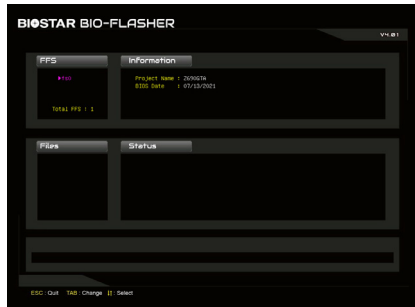 BIOSTAR BIO-FLASHER
V4.01
FFS
Information
fs0
Project Name : Z690GTA
BIOS Date : 07/13/2021
Total FFS : 1
Files
Status
ESC : Quit TAB : Change : Select